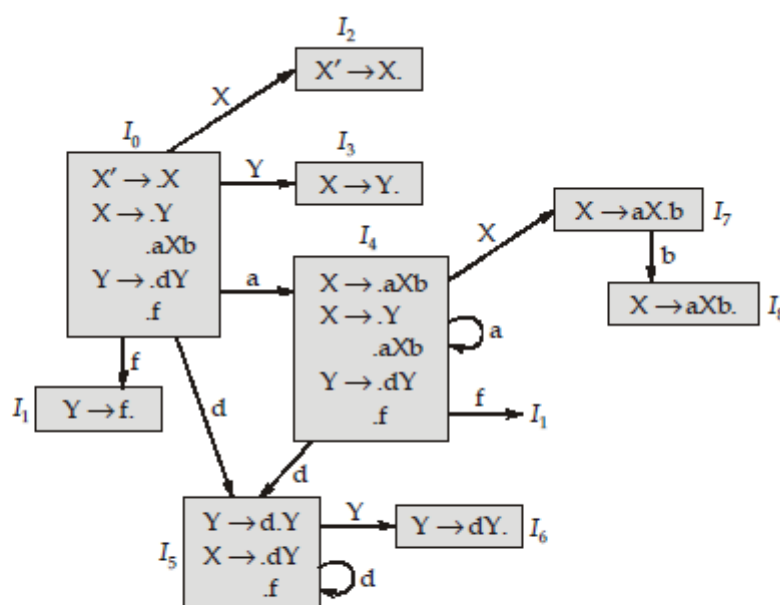 I₂
X′ → X.
X
I₀
X′ → .X
X → .Y
.aXb
Y → .dY
.f
Y
I₃
X → Y.
a
I₄
X → .aXb
X → .Y
.aXb
Y → .dY
.f
X
X → aX.b
I₇
b
X → aXb.
a
f
I₁
f
I₁
Y → f.
d
d
I₅
Y → d.Y
X → .dY
.f
Y
Y → dY.
I₆
d